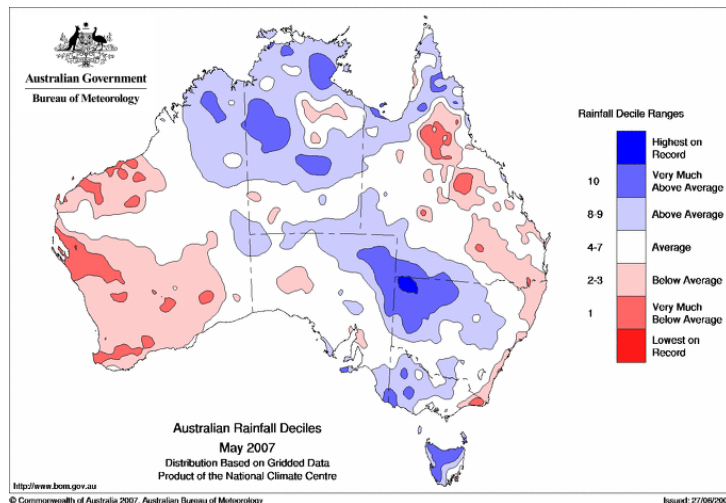 Australian Government
Bureau of Meteorology
Rainfall Decile Ranges
Highest on
Record
10
Very Much
Above Average
8-9
Above Average
4-7
Average
2-3
Below Average
1
Very Much
Below Average
Lowest on
Record
Australian Rainfall Deciles
May 2007
Distribution Based on Gridded Data
Product of the National Climate Centre
http://www.bom.gov.au
© Commonwealth of Australia 2007, Australian Bureau of Meteorology
Issued: